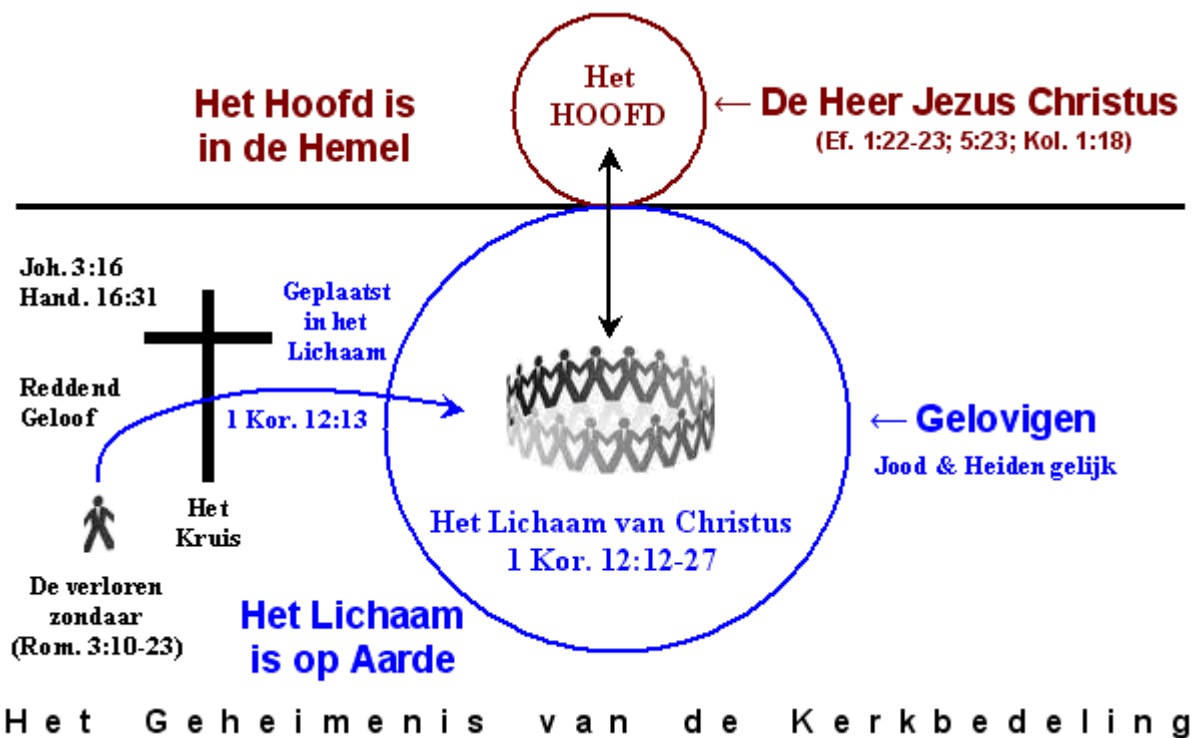 Het Hoofd is
in de Hemel
Het
HOOFD
← De Heer Jezus Christus
(Ef. 1:22-23; 5:23; Kol. 1:18)
Joh. 3:16
Hand. 16:31
Geplaatst
in het
Lichaam
Reddend
Geloof
1 Kor. 12:13
← Gelovigen
Jood & Heiden gelijk
Het
Kruis
Het Lichaam van Christus
1 Kor. 12:12-27
De verloren
zondaar
(Rom. 3:10-23)
Het Lichaam
is op Aarde
Het Geheimenis van de Kerkbedeling